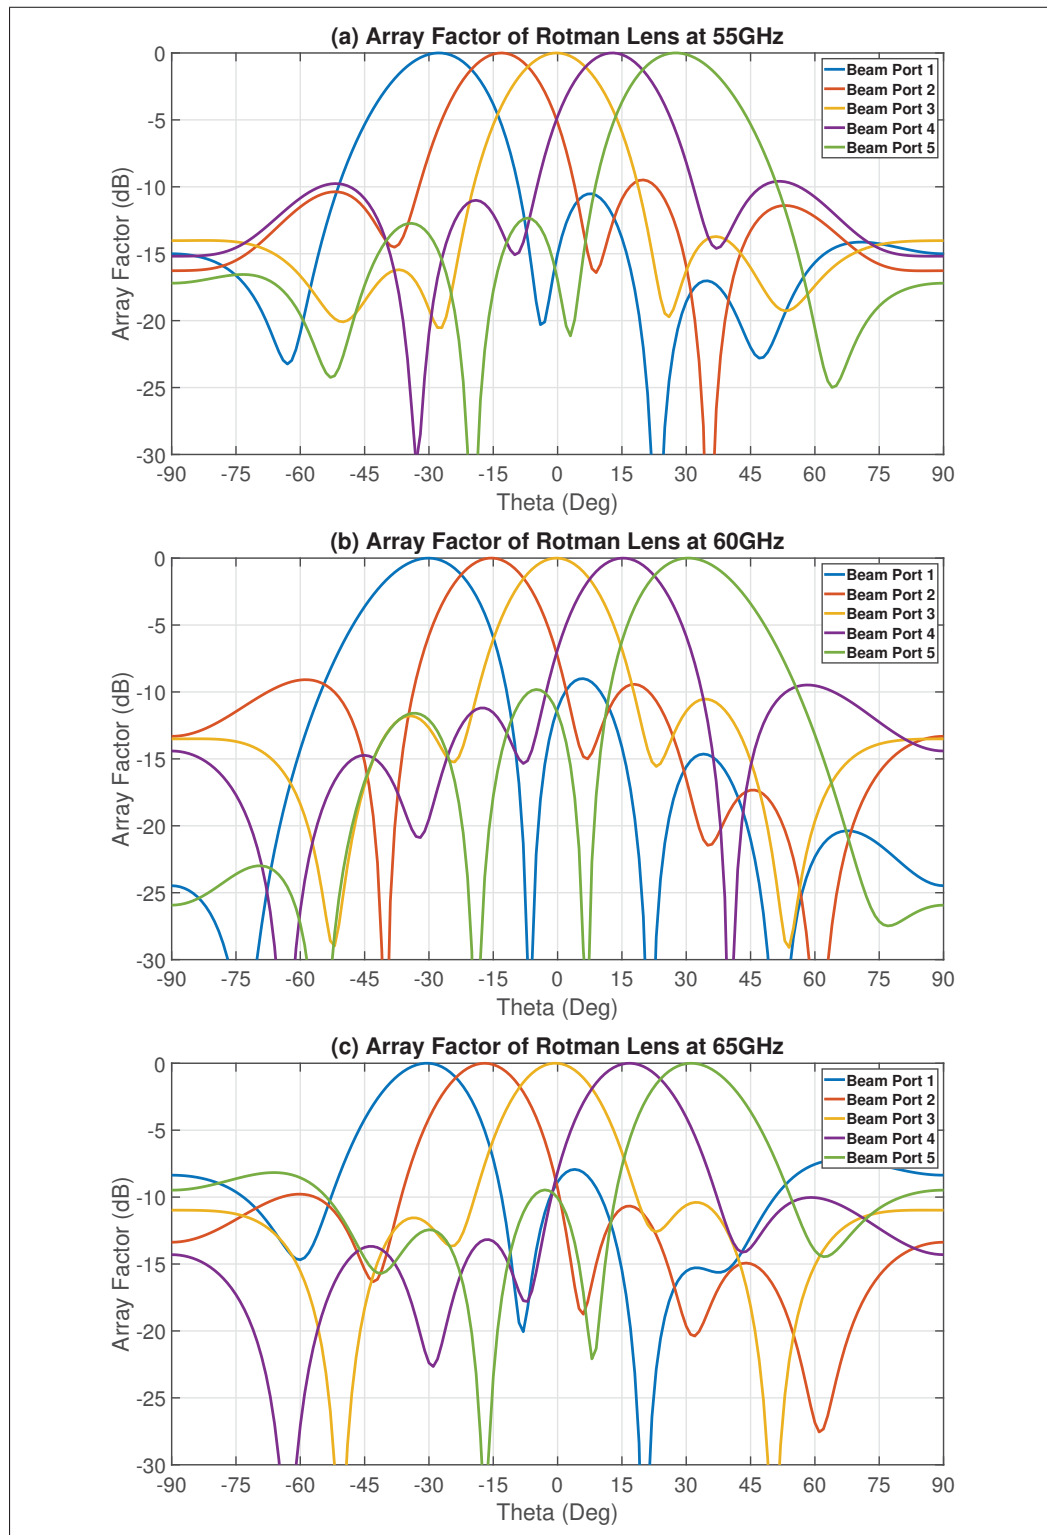 (a) Array Factor of Rotman Lens at 55GHz
0
-5
-10
-15
-20
-25
-30
Array Factor (dB)
Beam Port 1
Beam Port 2
Beam Port 3
Beam Port 4
Beam Port 5
-90 -75 -60 -45 -30 -15 0 15 30 45 60 75 90
Theta (Deg)
(b) Array Factor of Rotman Lens at 60GHz
0
-5
-10
-15
-20
-25
-30
Array Factor (dB)
Beam Port 1
Beam Port 2
Beam Port 3
Beam Port 4
Beam Port 5
-90 -75 -60 -45 -30 -15 0 15 30 45 60 75 90
Theta (Deg)
(c) Array Factor of Rotman Lens at 65GHz
0
-5
-10
-15
-20
-25
-30
Array Factor (dB)
Beam Port 1
Beam Port 2
Beam Port 3
Beam Port 4
Beam Port 5
-90 -75 -60 -45 -30 -15 0 15 30 45 60 75 90
Theta (Deg)